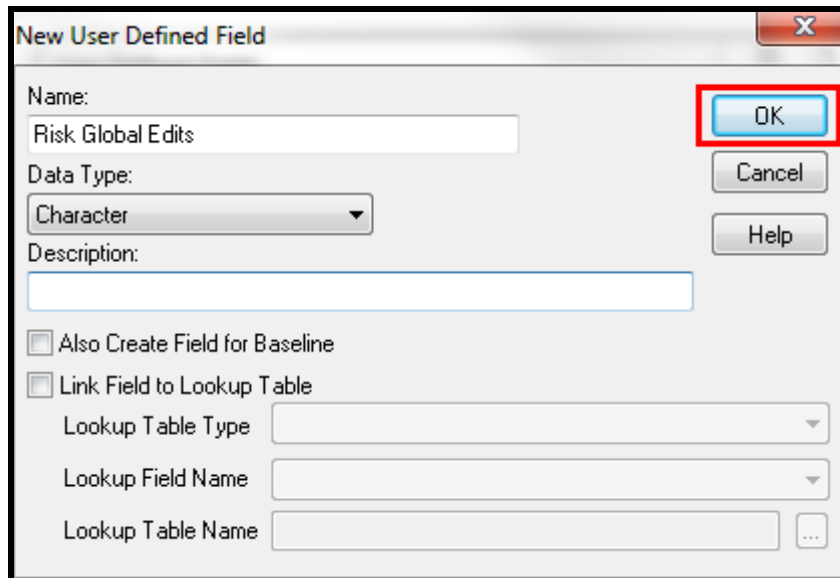 New User Defined Field
Name:
Risk Global Edits
OK
Data Type:
Cancel
Character
Help
Description:
Also Create Field for Baseline
Link Field to Lookup Table
Lookup Table Type
Lookup Field Name
Lookup Table Name
...